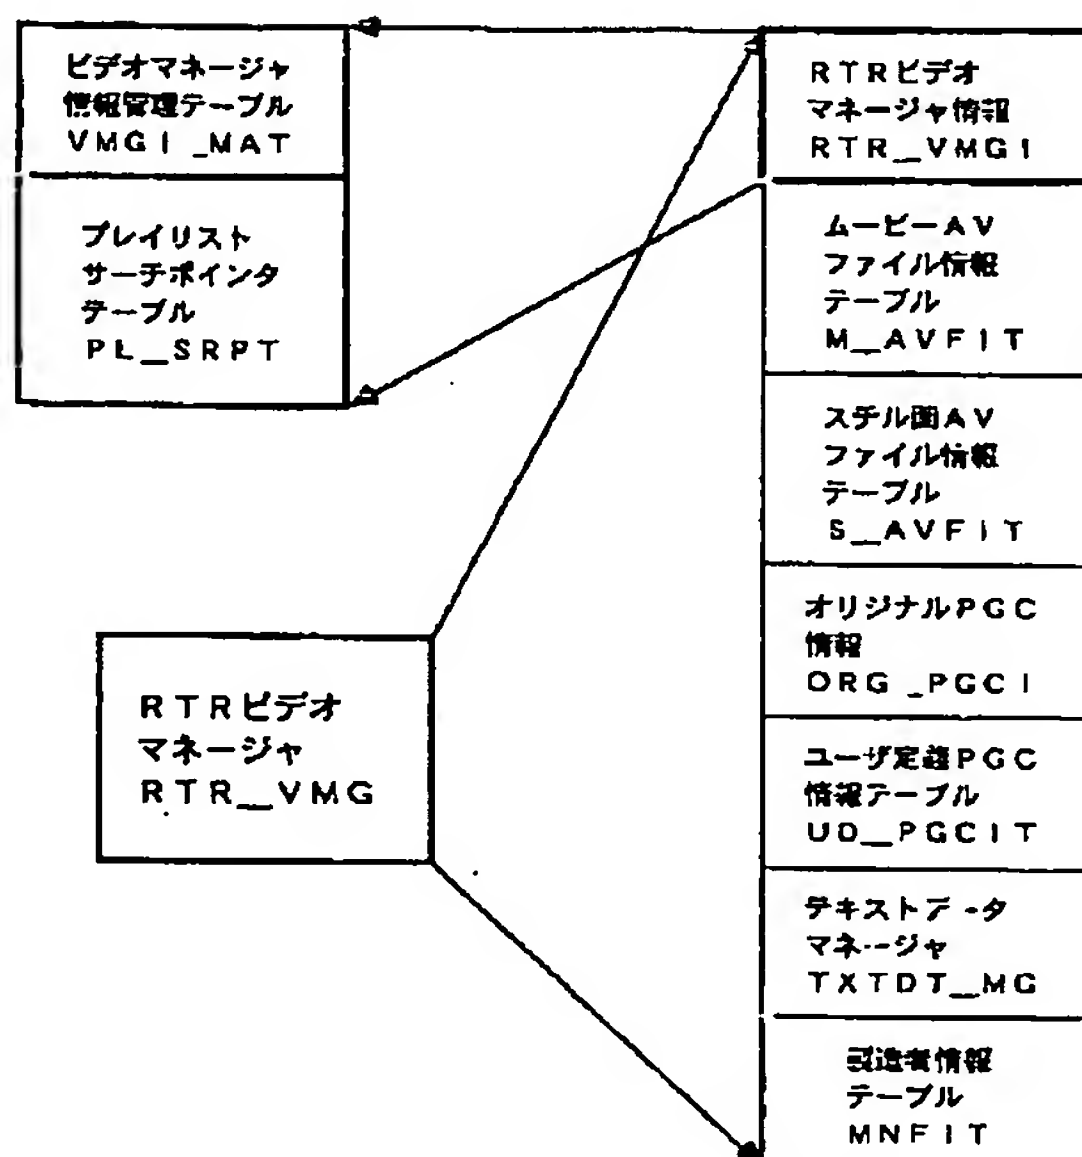 ビデオマネージャ
情報管理テーブル
VMGI_MAT
プレイリスト
サーチポインタ
テーブル
PL_SRPT
RTRビデオ
マネージャ
RTR_VMG
RTRビデオ
マネージャ情報
RTR_VMGI
ムービーAV
ファイル情報
テーブル
M_AVFIT
スチル画AV
ファイル情報
テーブル
S_AVFIT
オリジナルPGC
情報
ORG_PGCI
ユーザ定義PGC
情報テーブル
UD_PGCIT
テキストデータ
マネージャ
TXTDT_MG
製造者情報
テーブル
MNFIT